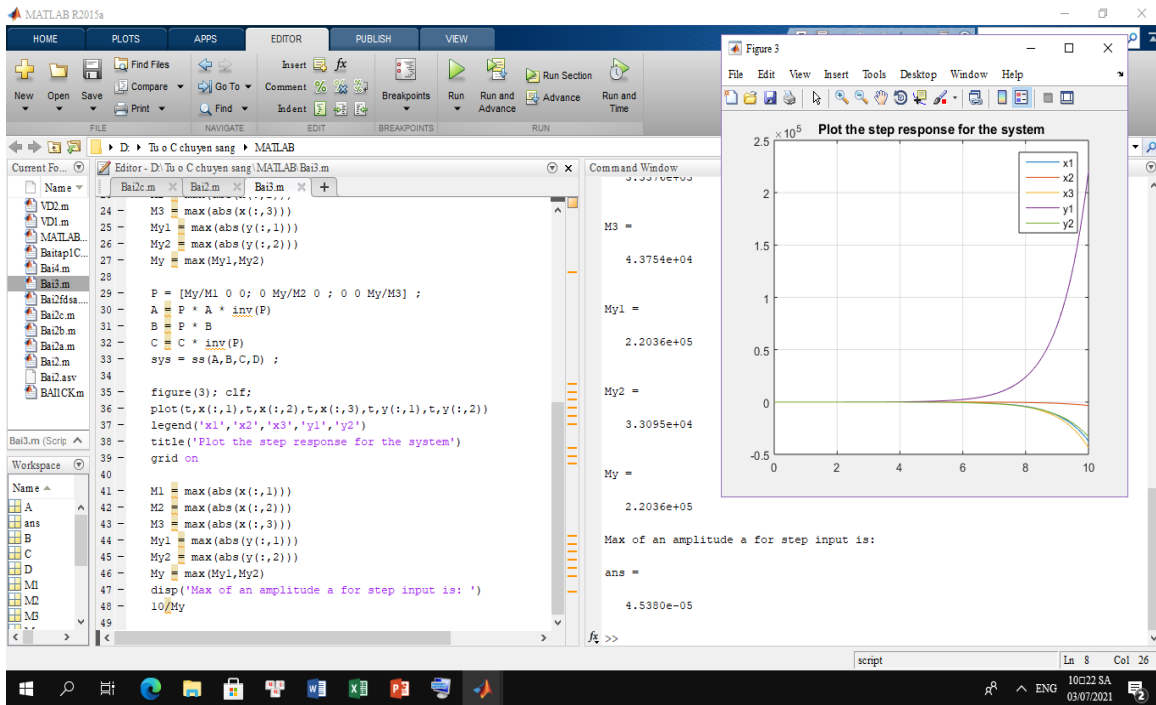 MATLAB R2015a
HOME PLOTS APPS EDITOR PUBLISH VIEW
New Open Save
Find Files
Compare
Print
FILE
Go To
Find
NAVIGATE
Insert fx
Comment %
Indent
EDIT
Breakpoints
BREAKPOINTS
Run Run and Advance
Run Section
Advance
Run and Time
RUN
D: Tu o C chuyen sang MATLAB
Current Fo...
Name
VD2.m
VD1.m
MATLAB...
Baitap1C...
Bai4.m
Bai3.m
Bai2fdsa....
Bai2c.m
Bai2b.m
Bai2a.m
Bai2.m
Bai2.asv
BAI1CK.m
Bai3.m (Scrip
Workspace
Name
A
ans
B
C
D
M1
M2
M3
Editor - D:\Tu o C chuyen sang\MATLAB\Bai3.m
Bai2c.m Bai2.m Bai3.m +
24 - M3 = max(abs(x(:,3)))
25 - My1 = max(abs(y(:,1)))
26 - My2 = max(abs(y(:,2)))
27 - My = max(My1,My2)
28
29 - P = [My/M1 0 0; 0 My/M2 0 ; 0 0 My/M3] ;
30 - A = P * A * inv(P)
31 - B = P * B
32 - C = C * inv(P)
33 - sys = ss(A,B,C,D) ;
34
35 - figure(3); clf;
36 - plot(t,x(:,1),t,x(:,2),t,x(:,3),t,y(:,1),t,y(:,2))
37 - legend('x1','x2','x3','y1','y2')
38 - title('Plot the step response for the system')
39 - grid on
40
41 - M1 = max(abs(x(:,1)))
42 - M2 = max(abs(x(:,2)))
43 - M3 = max(abs(x(:,3)))
44 - My1 = max(abs(y(:,1)))
45 - My2 = max(abs(y(:,2)))
46 - My = max(My1,My2)
47 - disp('Max of an amplitude a for step input is: ')
48 - 10/My
49
Command Window
M3 =
4.3754e+04
My1 =
2.2036e+05
My2 =
3.3095e+04
My =
2.2036e+05
Max of an amplitude a for step input is:
ans =
4.5380e-05
fx >>
Figure 3
File Edit View Insert Tools Desktop Window Help
Plot the step response for the system
×10⁵
2.5
2
1.5
1
0.5
0
-0.5
0 2 4 6 8 10
x1
x2
x3
y1
y2
script Ln 8 Col 26
ENG
10□22 SA
03/07/2021
2